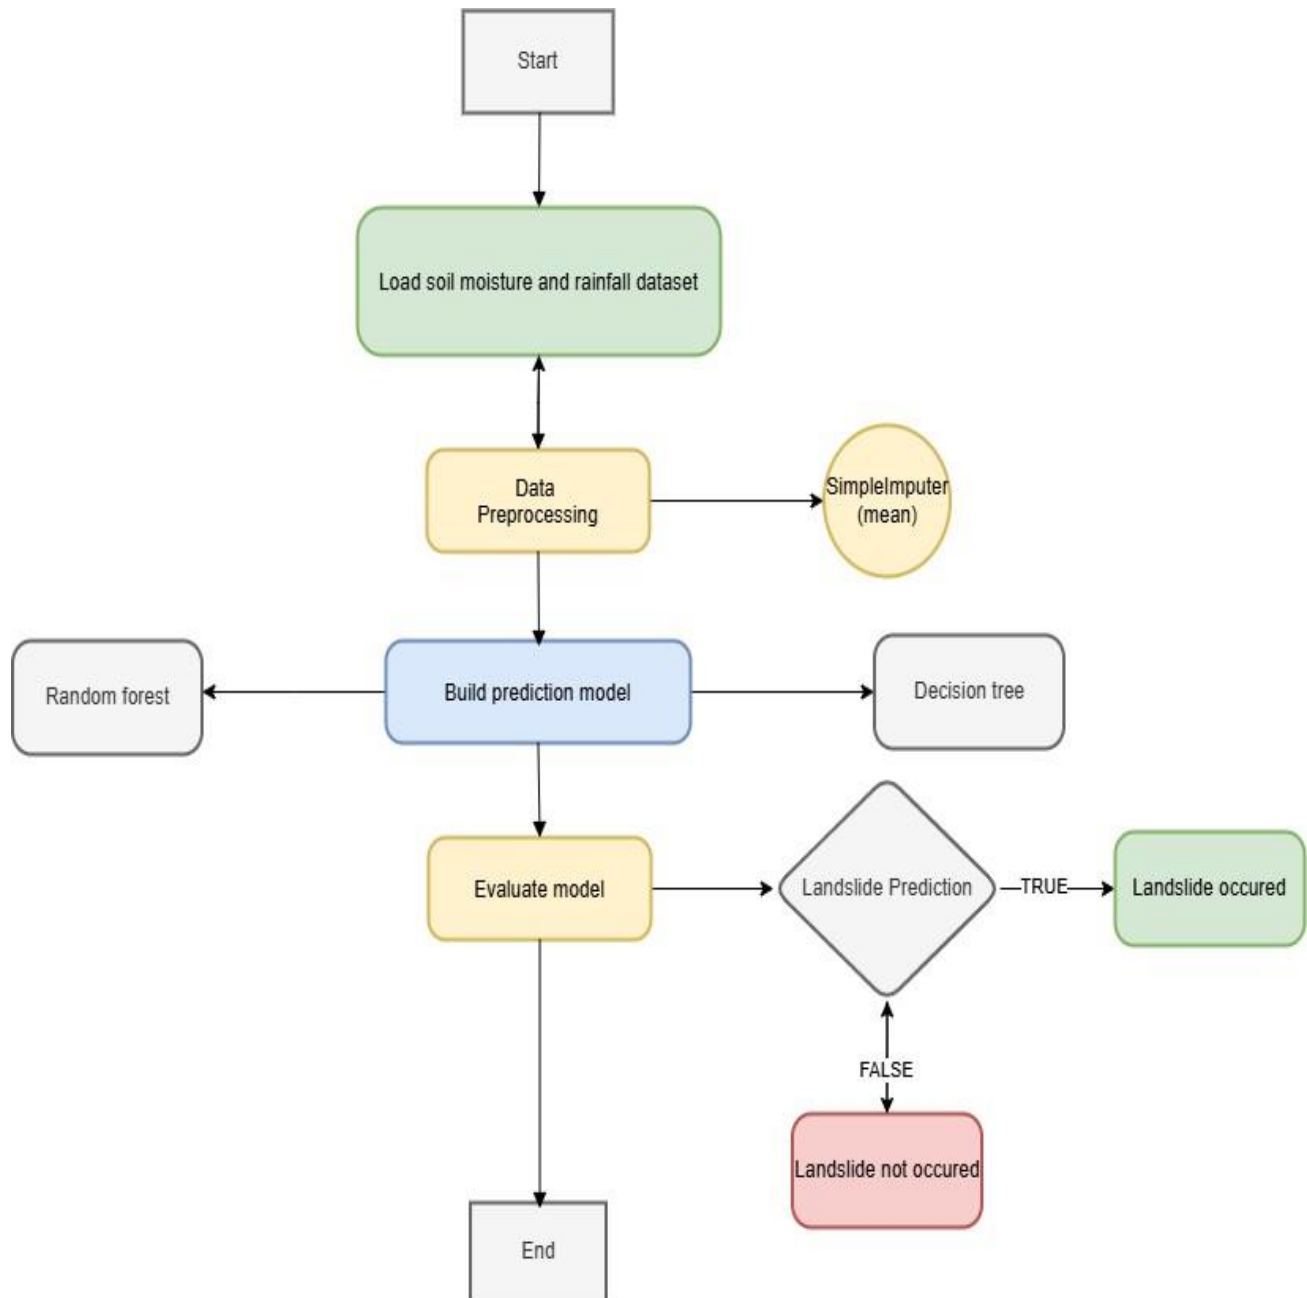 Start
Load soil moisture and rainfall dataset
Data
Preprocessing
SimpleImputer
(mean)
Random forest
Build prediction model
Decision tree
Evaluate model
Landslide Prediction
TRUE
Landslide occured
FALSE
Landslide not occured
End